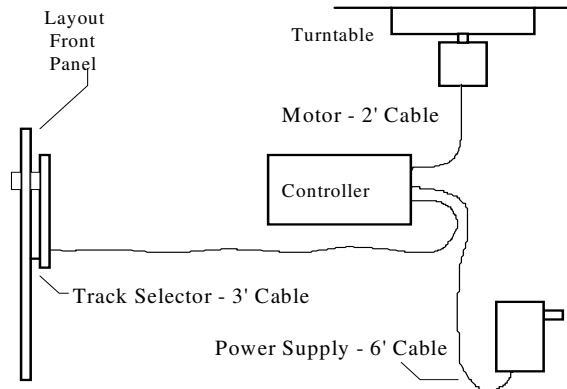 Layout
Front
Panel
Turntable
Motor - 2' Cable
Controller
Track Selector - 3' Cable
Power Supply - 6' Cable